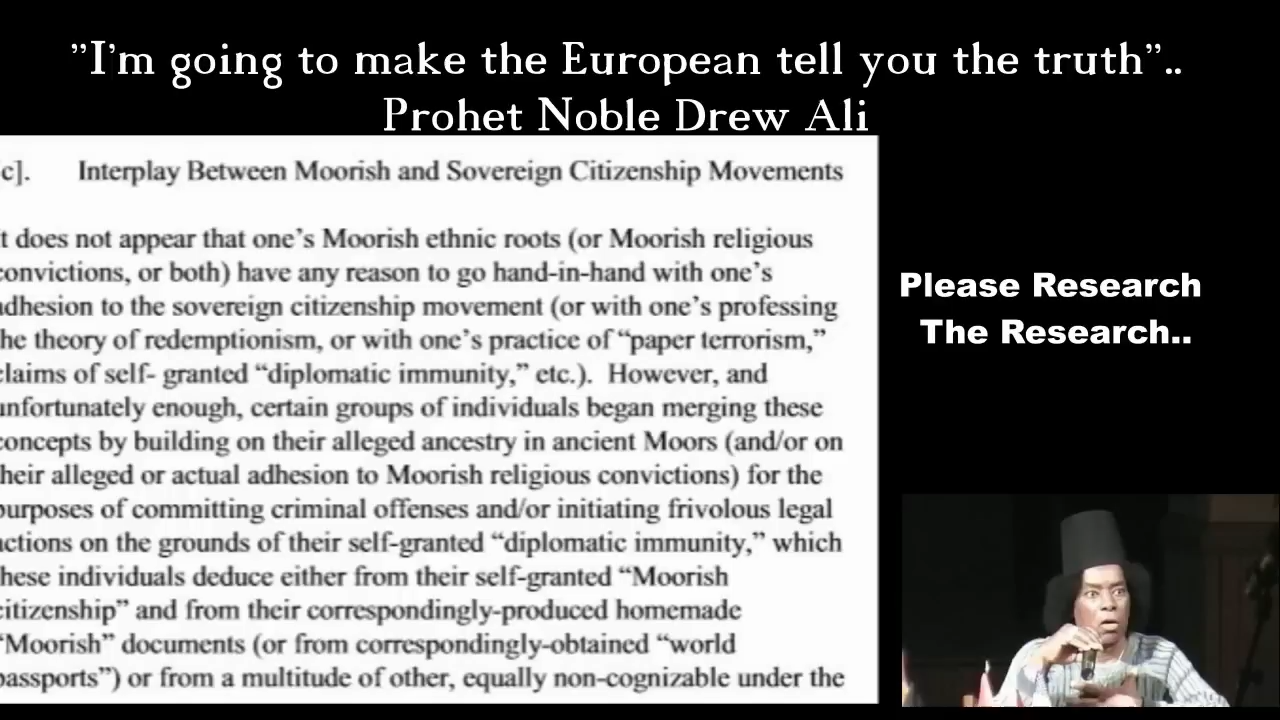 "I'm going to make the European tell you the truth"..
Prohet Noble Drew Ali
c]. Interplay Between Moorish and Sovereign Citizenship Movements
t does not appear that one's Moorish ethnic roots (or Moorish religious
convictions, or both) have any reason to go hand-in-hand with one's
adhesion to the sovereign citizenship movement (or with one's professing
he theory of redemptionism, or with one's practice of "paper terrorism,"
claims of self- granted "diplomatic immunity," etc.). However, and
unfortunately enough, certain groups of individuals began merging these
concepts by building on their alleged ancestry in ancient Moors (and/or on
their alleged or actual adhesion to Moorish religious convictions) for the
purposes of committing criminal offenses and/or initiating frivolous legal
actions on the grounds of their self-granted "diplomatic immunity," which
hese individuals deduce either from their self-granted "Moorish
citizenship" and from their correspondingly-produced homemade
"Moorish" documents (or from correspondingly-obtained "world
passports") or from a multitude of other, equally non-cognizable under the
Please Research
The Research..